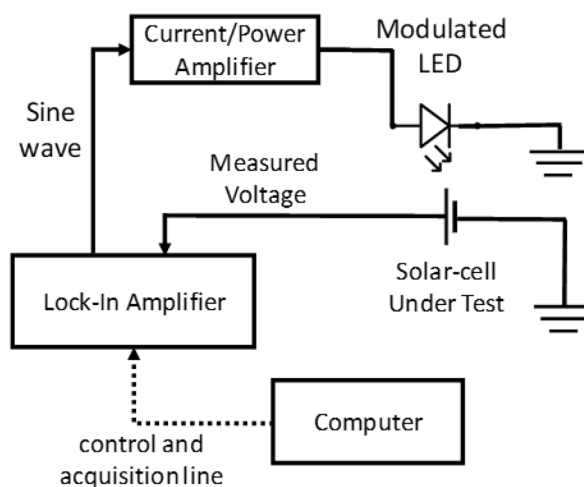 Current/Power
Amplifier
Modulated
LED
Sine
wave
Measured
Voltage
Lock-In Amplifier
Solar-cell
Under Test
Computer
control and
acquisition line